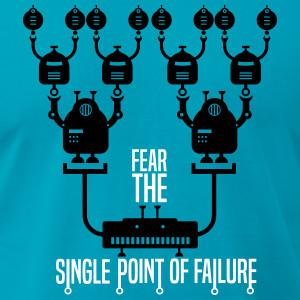 FEAR
THE
SINGLE POINT OF FAILURE